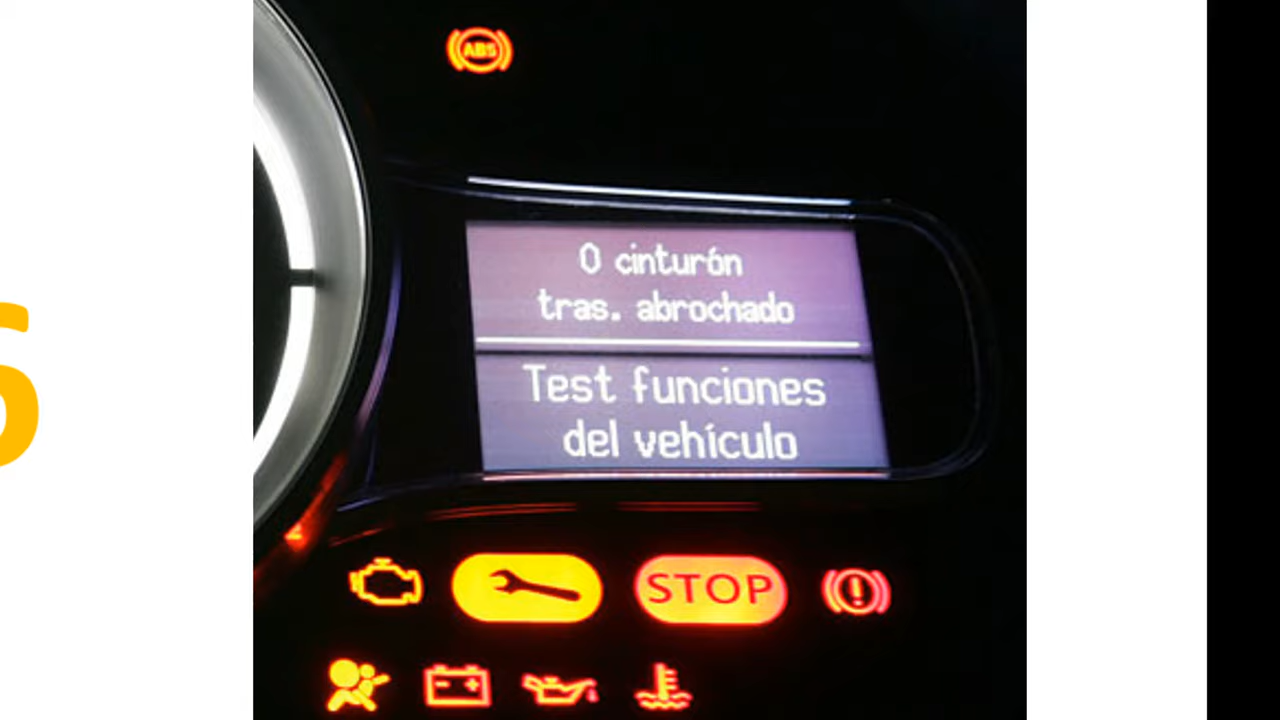 ABS
0 cinturón
tras. abrochado
Test funciones
del vehículo
STOP